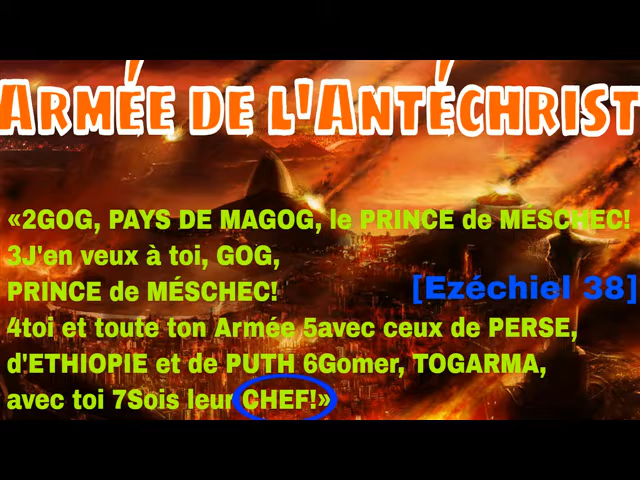 ARMÉE DE L'ANTÉCHRIST
«2GOG, PAYS DE MAGOG, le PRINCE de MÉSCHEC!
3J'en veux à toi, GOG,
PRINCE de MÉSCHEC!
[Ezéchiel 38]
4toi et toute ton Armée 5avec ceux de PERSE,
d'ETHIOPIE et de PUTH 6Gomer, TOGARMA,
avec toi 7Sois leur CHEF!»